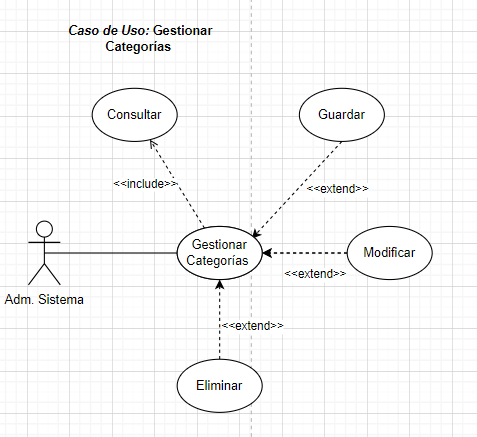 Caso de Uso: Gestionar
Categorías
Consultar
Guardar
<<include>>
<<extend>>
Gestionar
Categorías
Modificar
<<extend>>
Adm. Sistema
<<extend>>
Eliminar